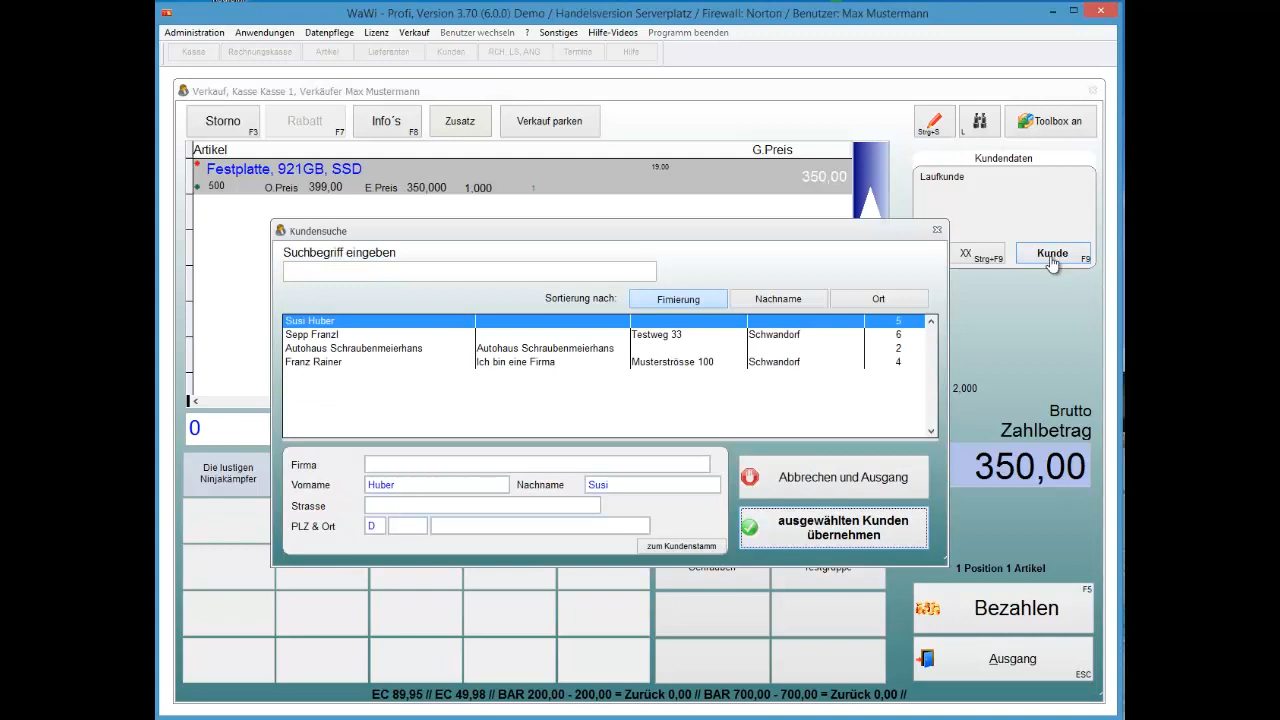 WaWi - Profi, Version 3.70 (6.0.0) Demo / Handelsversion Serverplatz / Firewall: Norton / Benutzer: Max Mustermann
Administration Anwendungen Datenpflege Lizenz Verkauf Benutzer wechseln ? Sonstiges Hilfe-Videos Programm beenden
Kasse Rechnungskasse Artikel Lieferanten Kunden RCH, LS, ANG Termine Hilfe
Verkauf, Kasse Kasse 1, Verkäufer Max Mustermann
Storno F3 Rabatt F7 Info´s F8 Zusatz Verkauf parken Strg+S L Toolbox an
Artikel G.Preis
Kundendaten
Festplatte, 921GB, SSD 19,00 350,00
500 O.Preis 399,00 E.Preis 350,000 1,000
Laufkunde
XX Strg+F9 Kunde F9
Kundensuche
Suchbegriff eingeben
Sortierung nach: Firmierung Nachname Ort
Susi Huber 5
Sepp Franzl Testweg 33 Schwandorf 6
Autohaus Schraubenmeierhans Autohaus Schraubenmeierhans 2
Franz Rainer Ich bin eine Firma Musterströsse 100 Schwandorf 4
2,000
Brutto
Zahlbetrag
350,00
0
Die lustigen
Ninjakämpfer
Firma
Vorname Huber Nachname Susi
Strasse
PLZ & Ort D
zum Kundenstamm
Abbrechen und Ausgang
ausgewählten Kunden
übernehmen
Schrauben Testgruppe
1 Position 1 Artikel
Bezahlen F5
Ausgang ESC
EC 89,95 // EC 49,98 // BAR 200,00 - 200,00 = Zurück 0,00 // BAR 700,00 - 700,00 = Zurück 0,00 //